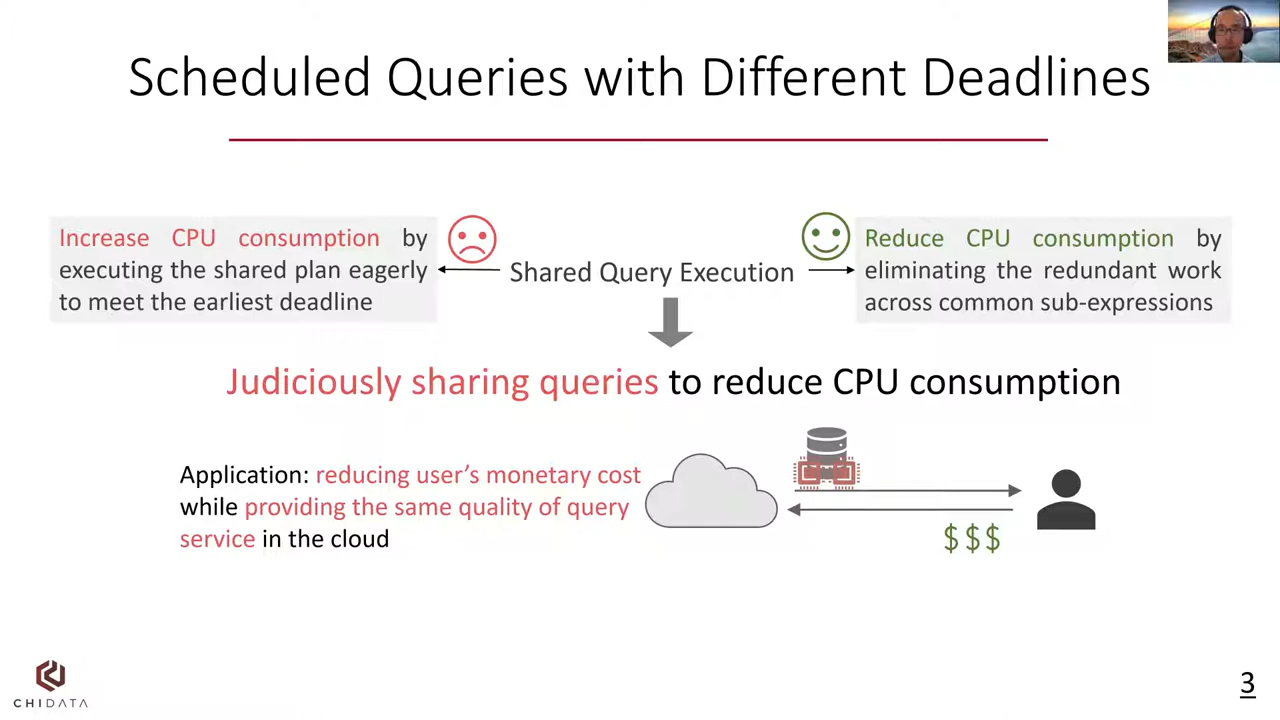 Scheduled Queries with Different Deadlines
Increase CPU consumption by
executing the shared plan eagerly
to meet the earliest deadline
Shared Query Execution
Reduce CPU consumption by
eliminating the redundant work
across common sub-expressions
Judiciously sharing queries to reduce CPU consumption
Application: reducing user's monetary cost
while providing the same quality of query
service in the cloud
$$$
CHIDATA
3